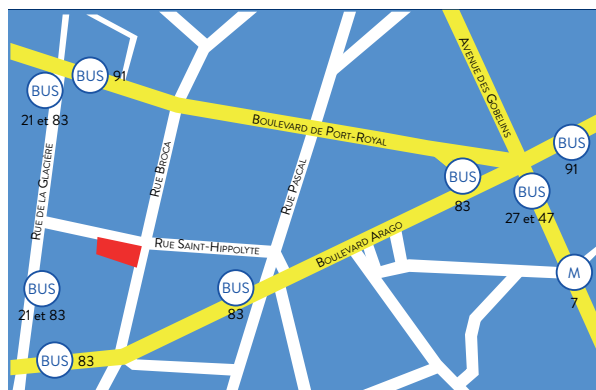 AVENUE DES GOBELINS
BUS
91
BUS
21 et 83
BOULEVARD DE PORT-ROYAL
BUS
91
RUE DE LA GLACIÈRE
RUE BROCA
RUE PASCAL
BUS
83
BUS
27 et 47
RUE SAINT-HIPPOLYTE
BOULEVARD ARAGO
M
7
BUS
21 et 83
BUS
83
BUS
83